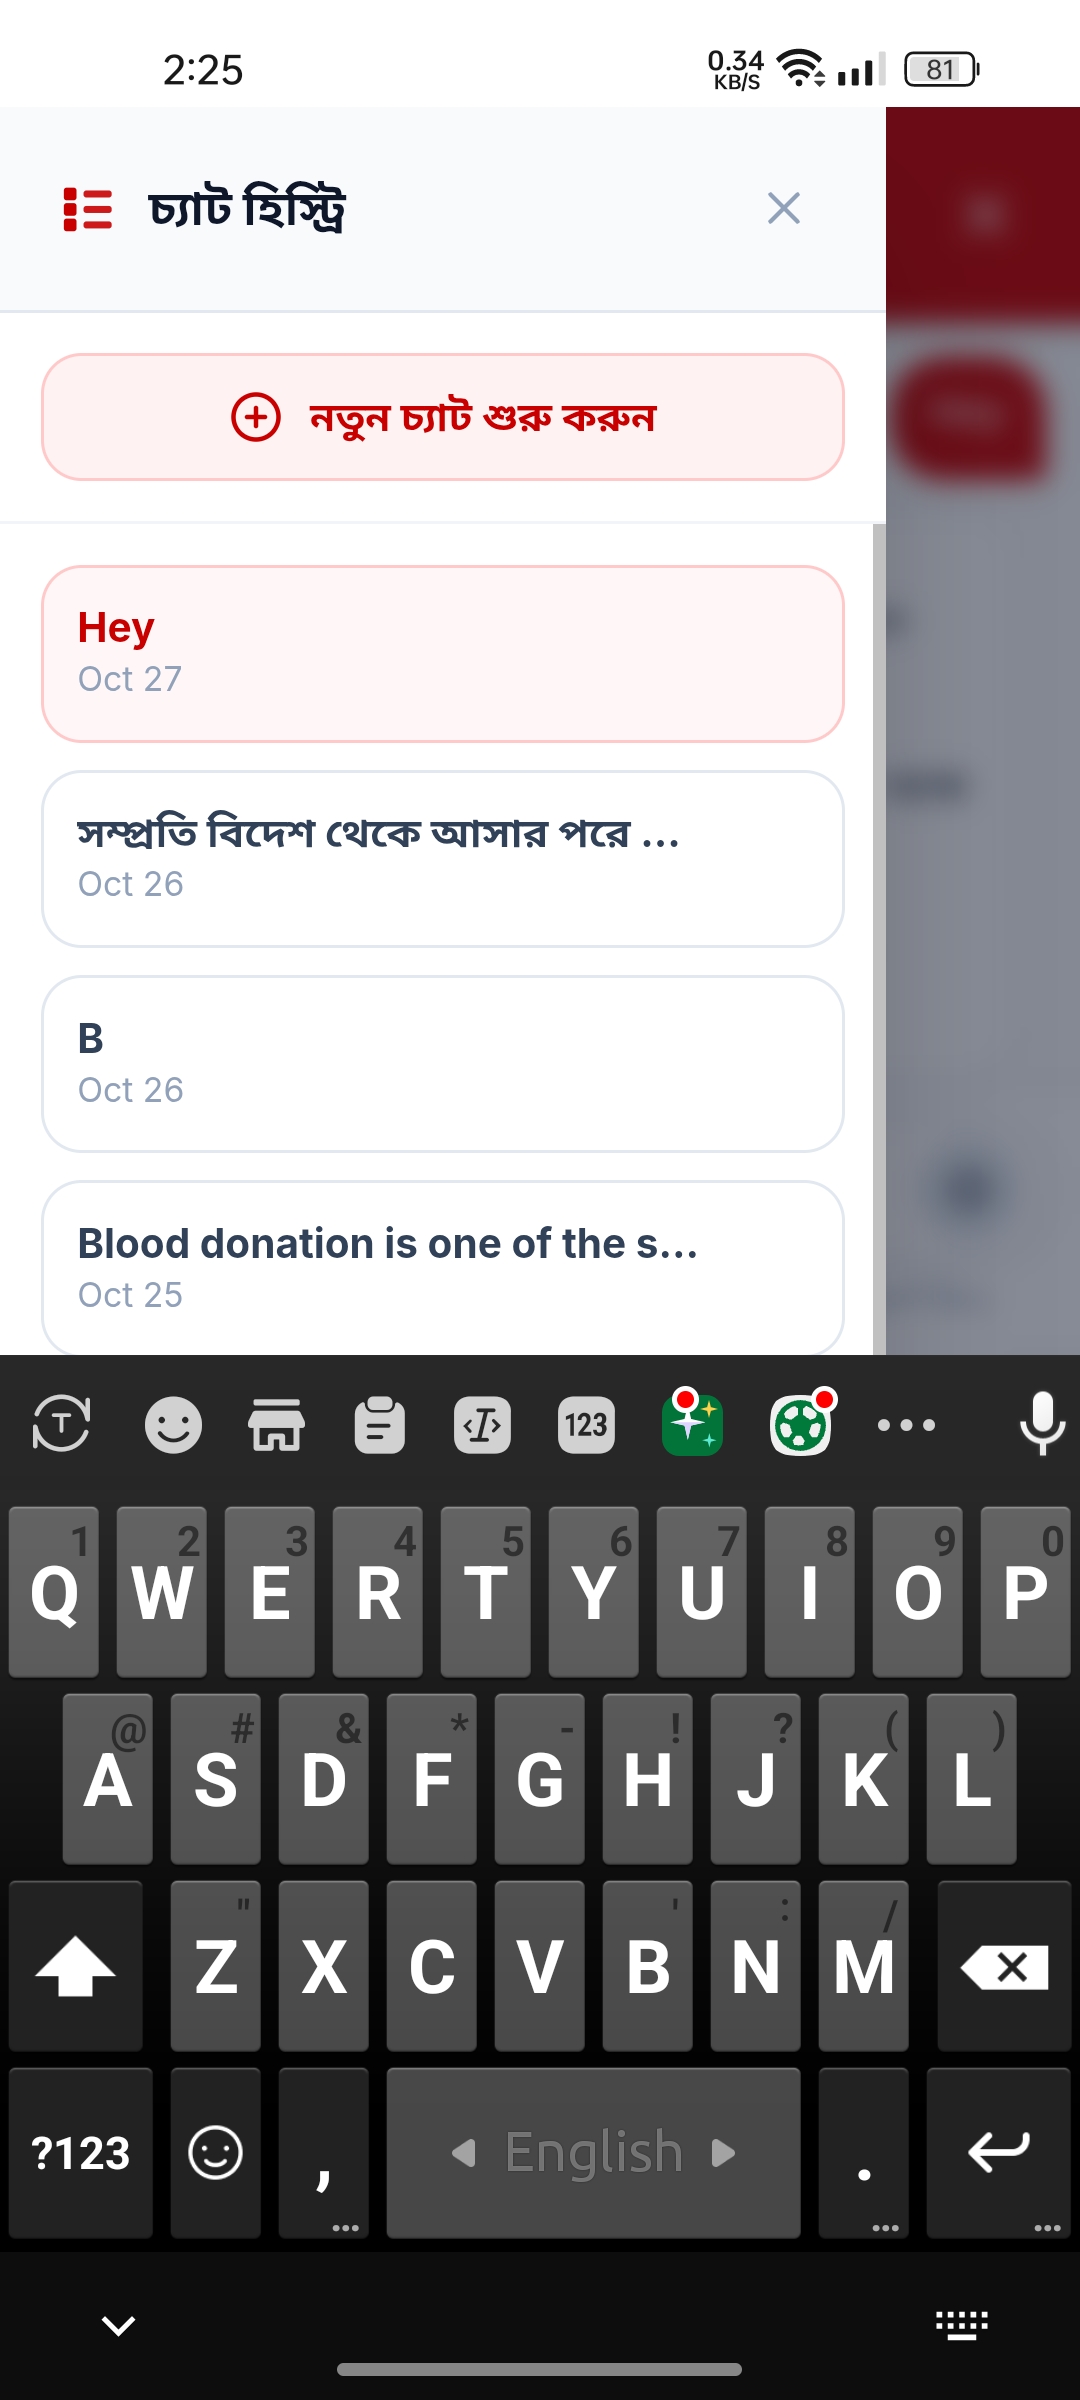 2:25
0.34
KB/S
81
চ্যাট হিস্ট্রি
নতুন চ্যাট শুরু করুন
Hey
Oct 27
সম্প্রতি বিদেশ থেকে আসার পরে ...
Oct 26
B
Oct 26
Blood donation is one of the s...
Oct 25
T
123
1 2 3 4 5 6 7 8 9 0
Q W E R T Y U I O P
@ # & * - ! ? ( )
A S D F G H J K L
" ' : /
Z X C V B N M
?123 , English .